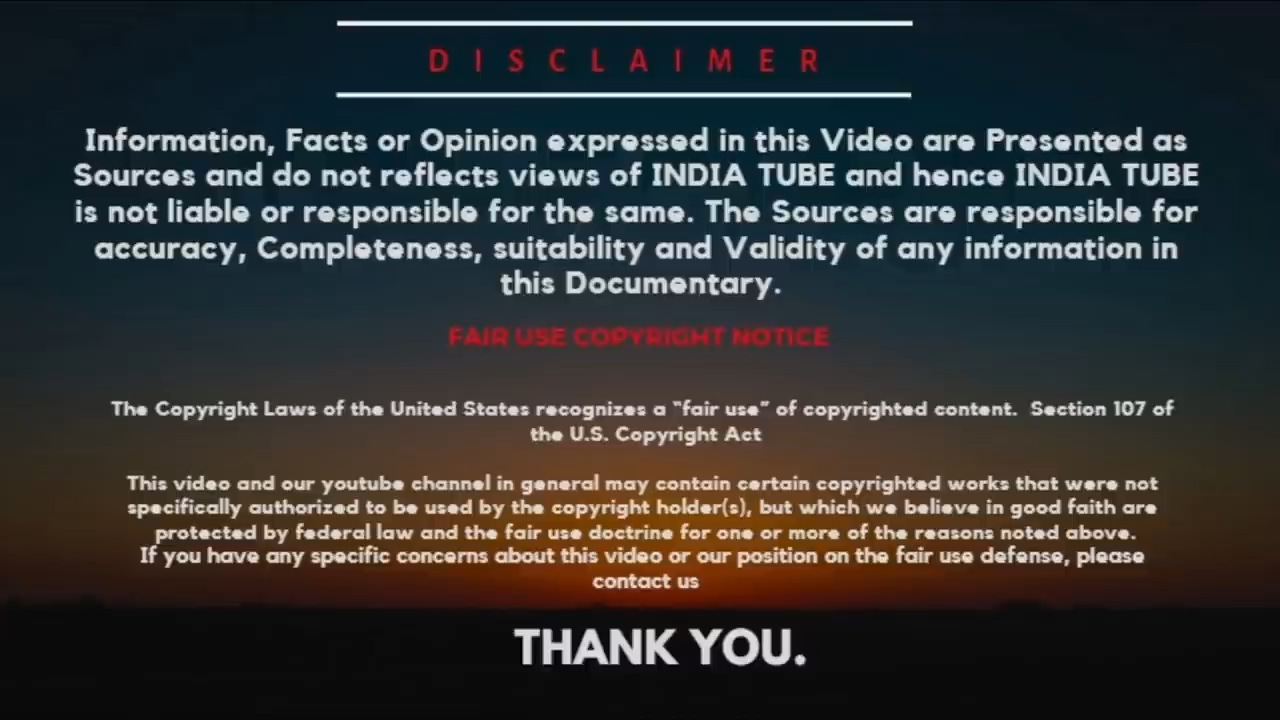 DISCLAIMER
Information, Facts or Opinion expressed in this Video are Presented as
Sources and do not reflects views of INDIA TUBE and hence INDIA TUBE
is not liable or responsible for the same. The Sources are responsible for
accuracy, Completeness, suitability and Validity of any information in
this Documentary.
FAIR USE COPYRIGHT NOTICE
The Copyright Laws of the United States recognizes a “fair use” of copyrighted content. Section 107 of
the U.S. Copyright Act
This video and our youtube channel in general may contain certain copyrighted works that were not
specifically authorized to be used by the copyright holder(s), but which we believe in good faith are
protected by federal law and the fair use doctrine for one or more of the reasons noted above.
If you have any specific concerns about this video or our position on the fair use defense, please
contact us
THANK YOU.